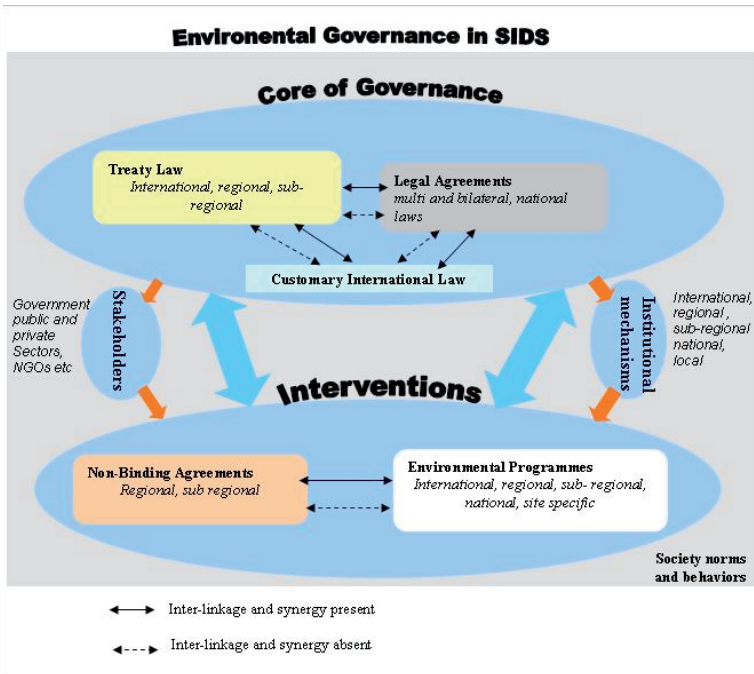 Environental Governance in SIDS
Core of Governance
Treaty Law
International, regional, sub-
regional
Legal Agreements
multi and bilateral, national
laws
Customary International Law
Government
public and
private
Sectors,
NGOs etc
Stakeholders
Institutional
mechanisms
International,
regional ,
sub-regional
national,
local
Interventions
Non-Binding Agreements
Regional, sub regional
Environmental Programmes
International, regional, sub- regional,
national, site specific
Society norms
and behaviors
Inter-linkage and synergy present
Inter-linkage and synergy absent